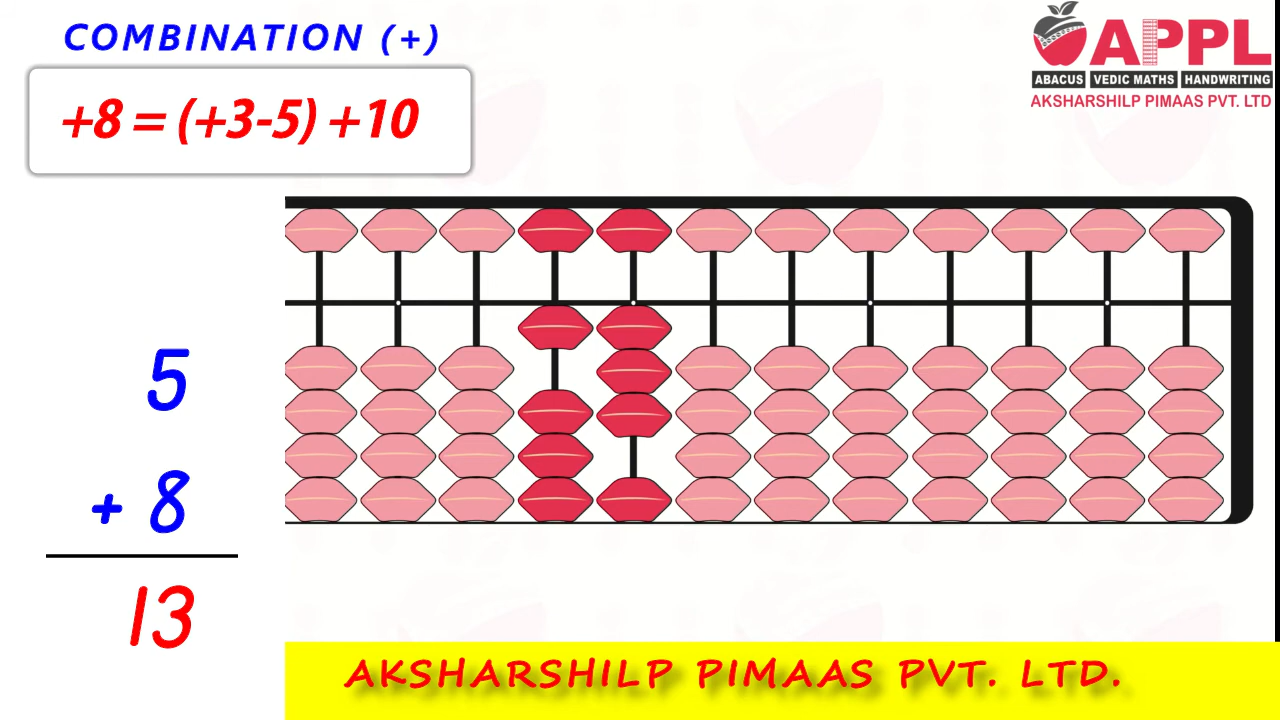 COMBINATION (+)
+8 = (+3-5) +10
APPL
ABACUS VEDIC MATHS HANDWRITING
AKSHARSHILP PIMAAS PVT. LTD
5
+ 8
13
AKSHARSHILP PIMAAS PVT. LTD.